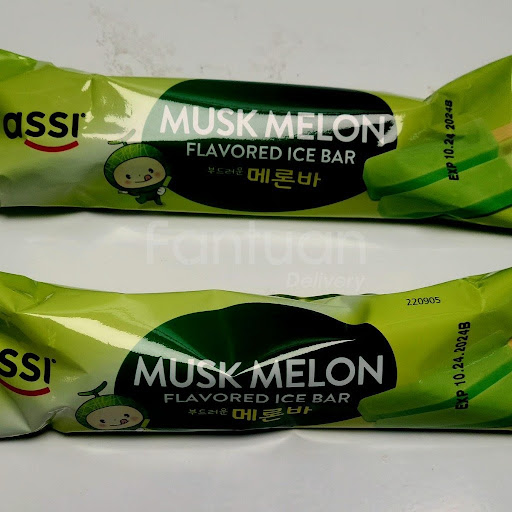 assi
MUSK MELON
FLAVORED ICE BAR
부드러운 메론바
EXP 10.24.2024B
Fantuan
Delivery
220905
assi
MUSK MELON
FLAVORED ICE BAR
부드러운 메론바
EXP 10.24.2024B